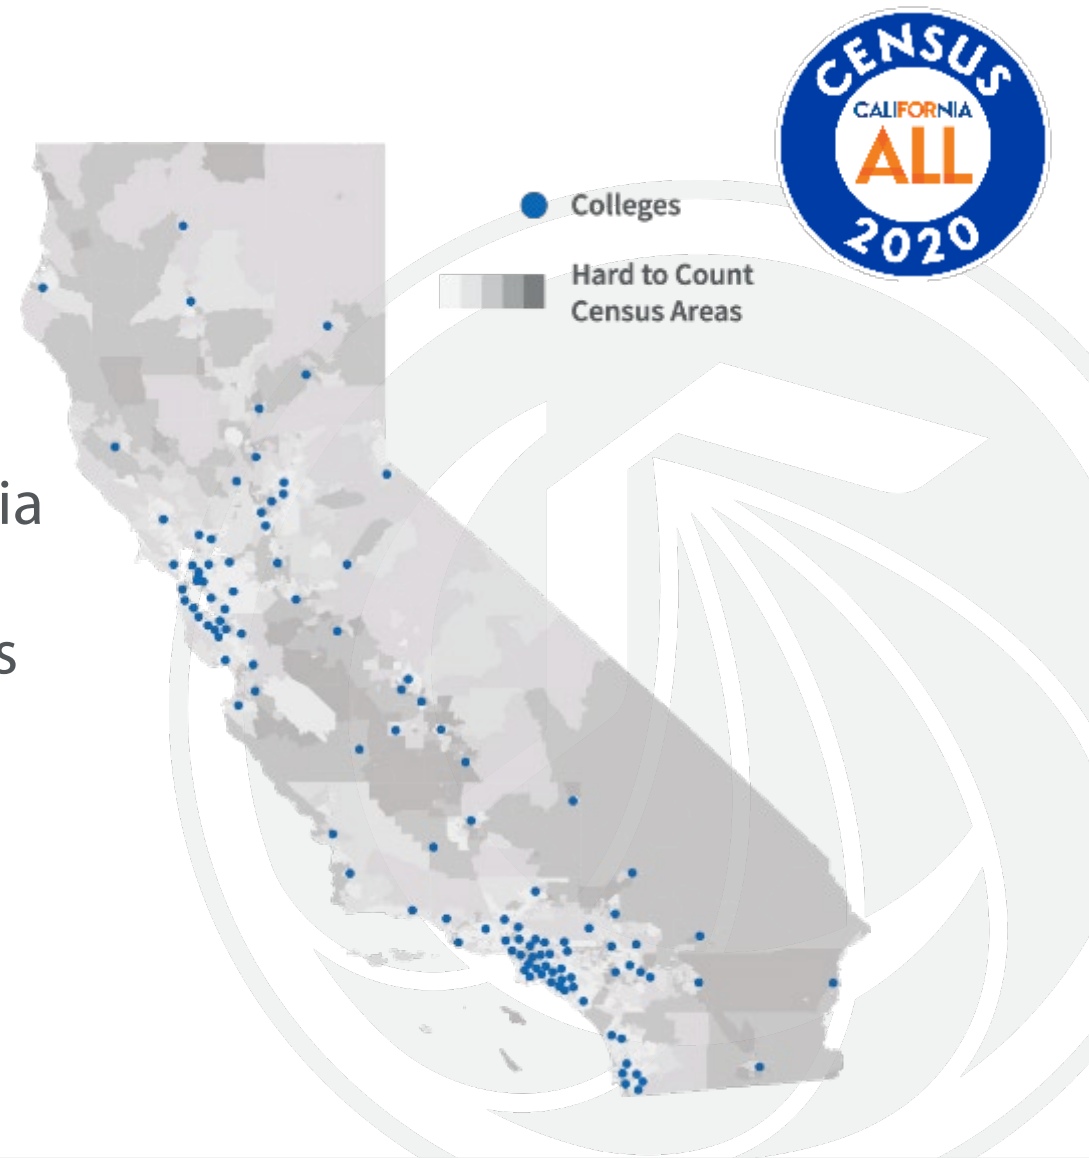 CENSUS
CALIFORNIA
ALL
2020
Colleges
Hard to Count
Census Areas
ia
s